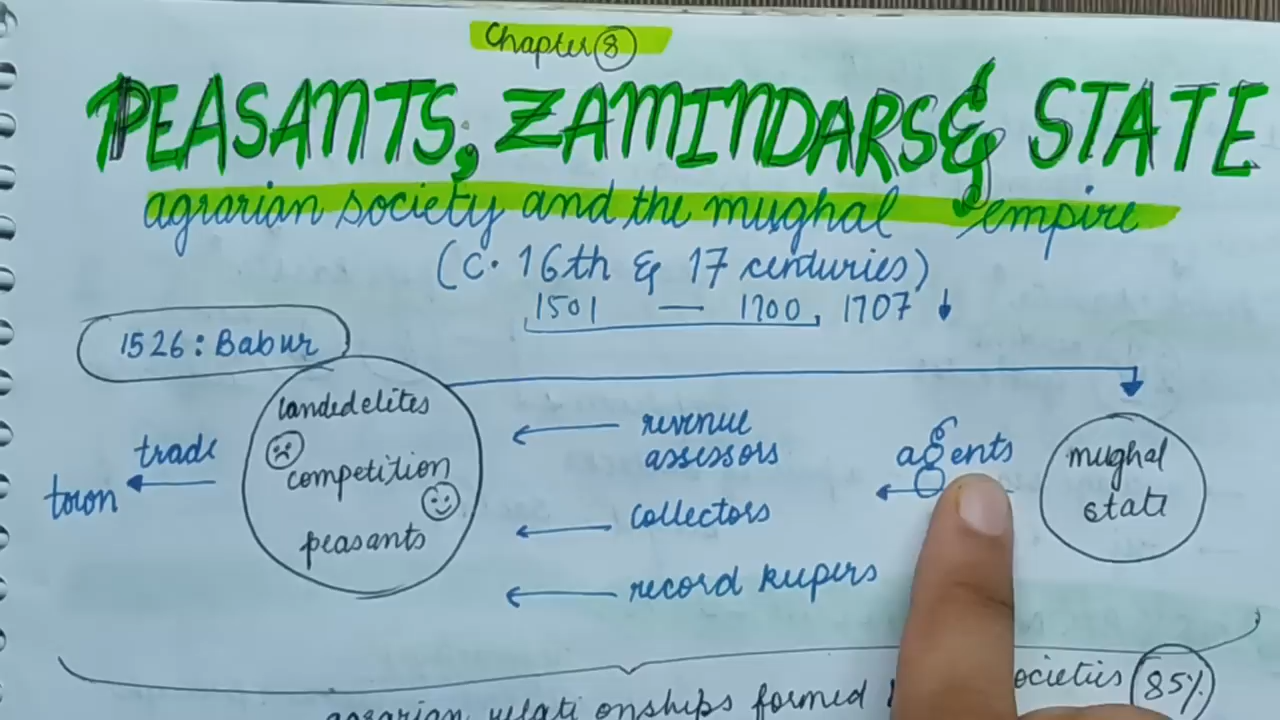 Chapter 8
PEASANTS, ZAMINDARS & STATE
agrarian society and the mughal empire
(c. 16th & 17 centuries)
1501 — 1700, 1707 ↓
1526: Babur
landed elites
competition
peasants
trade
town
revenue
assessors
collectors
record keepers
agents
mughal
state
agrarian relationships formed
societies 85%